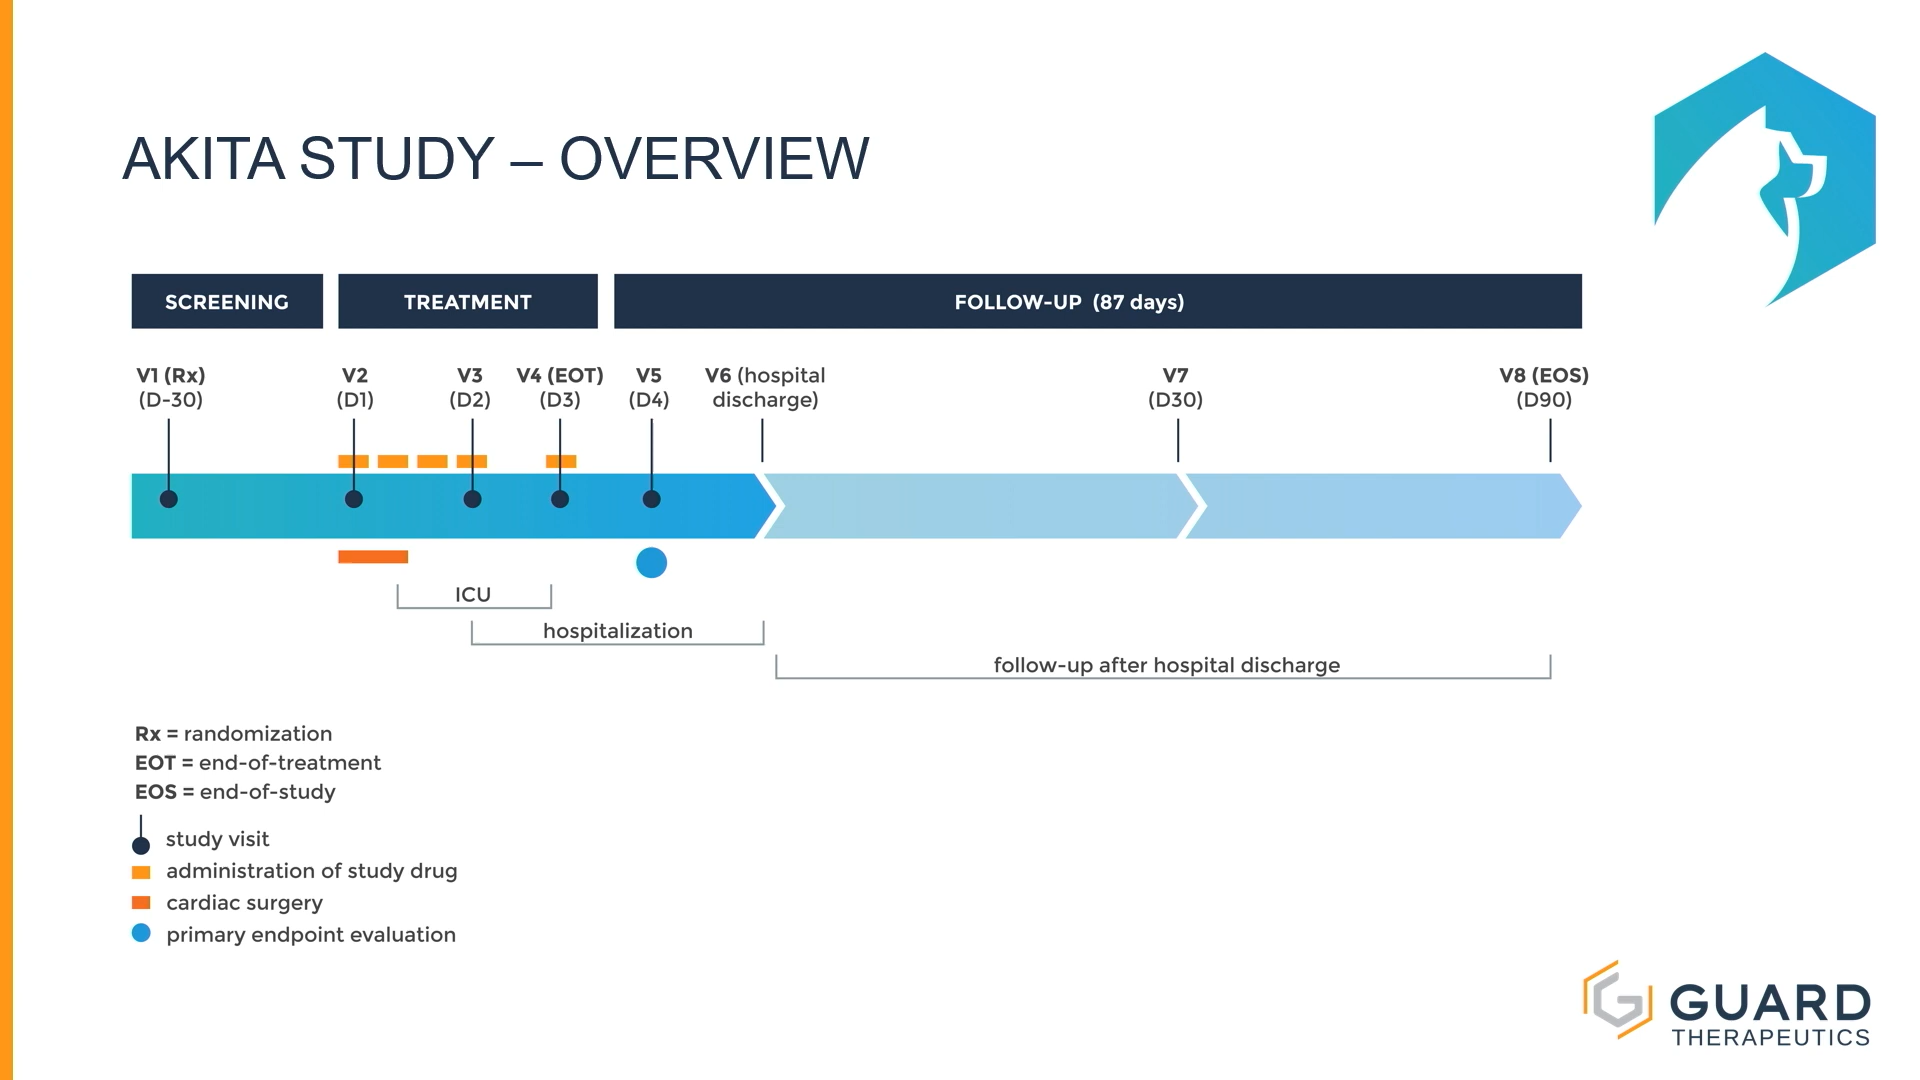 AKITA STUDY – OVERVIEW
SCREENING
TREATMENT
FOLLOW-UP (87 days)
V1 (Rx)
(D-30)
V2
(D1)
V3
(D2)
V4 (EOT)
(D3)
V5
(D4)
V6 (hospital
discharge)
V7
(D30)
V8 (EOS)
(D90)
ICU
hospitalization
follow-up after hospital discharge
Rx = randomization
EOT = end-of-treatment
EOS = end-of-study
study visit
administration of study drug
cardiac surgery
primary endpoint evaluation
GUARD
THERAPEUTICS